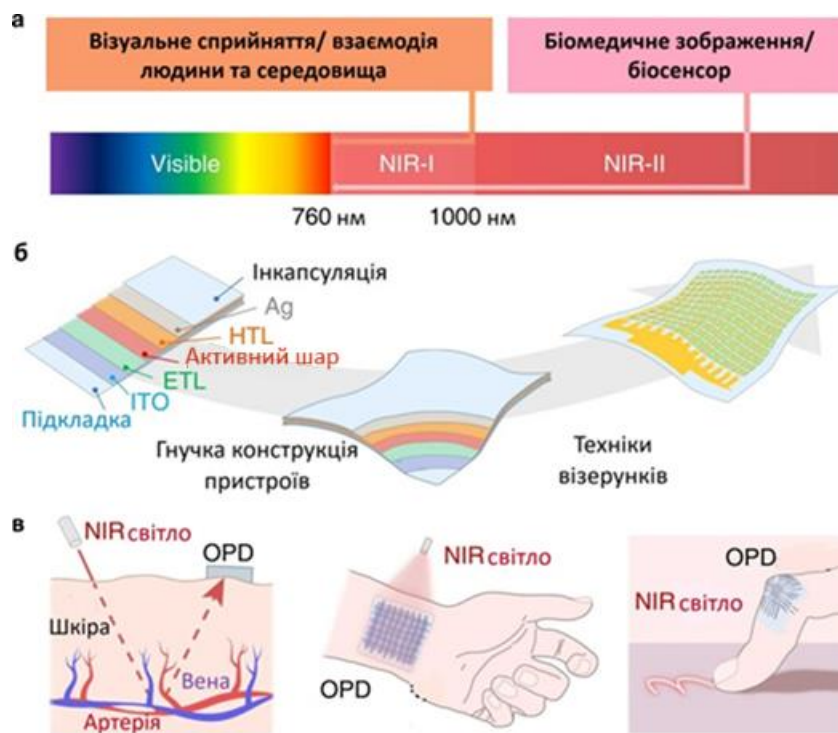 а
Візуальне сприйняття/ взаємодія
людини та середовища
Біомедичне зображення/
біосенсор
Visible
NIR-I
NIR-II
760 нм
1000 нм
б
Інкапсуляція
Ag
HTL
Активний шар
ETL
ITO
Підкладка
Гнучка конструкція
пристроїв
Техніки
візерунків
в
NIR світло
OPD
Шкіра
Вена
Артерія
NIR світло
OPD
OPD
NIR світло